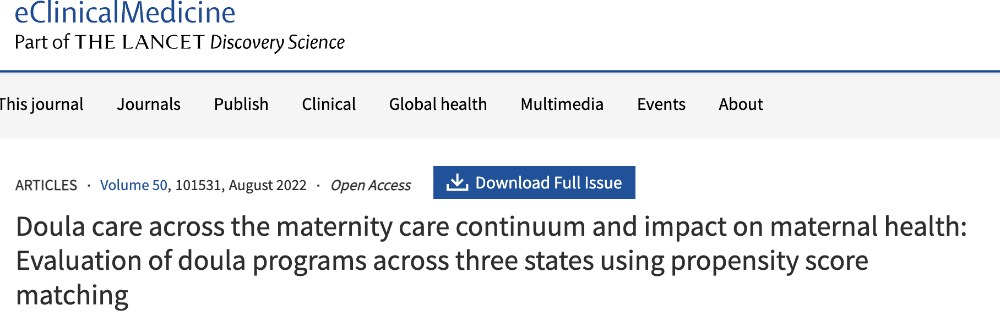 eClinicalMedicine
Part of THE LANCET Discovery Science
This journal Journals Publish Clinical Global health Multimedia Events About
ARTICLES · Volume 50, 101531, August 2022 · Open Access Download Full Issue
Doula care across the maternity care continuum and impact on maternal health:
Evaluation of doula programs across three states using propensity score
matching